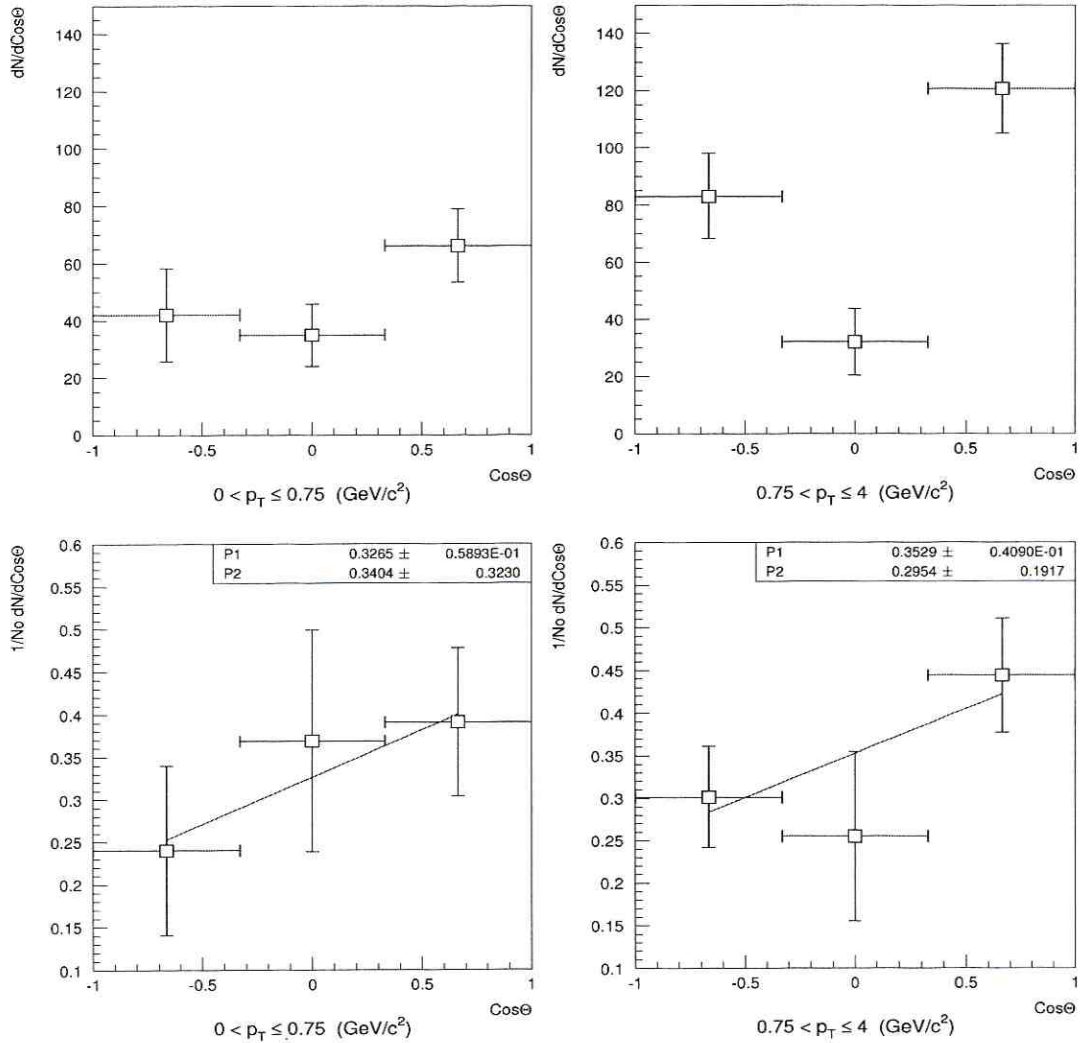 dN/dCosΘ
140
120
100
80
60
40
20
0
-1 -0.5 0 0.5 1
CosΘ
0 < p_T ≤ 0.75 (GeV/c²)
dN/dCosΘ
140
120
100
80
60
40
20
0
-1 -0.5 0 0.5 1
CosΘ
0.75 < p_T ≤ 4 (GeV/c²)
1/No dN/dCosΘ
0.6
0.55
0.5
0.45
0.4
0.35
0.3
0.25
0.2
0.15
0.1
P1 0.3265 ± 0.5893E-01
P2 0.3404 ± 0.3230
-1 -0.5 0 0.5 1
CosΘ
0 < p_T ≤ 0.75 (GeV/c²)
1/No dN/dCosΘ
0.6
0.55
0.5
0.45
0.4
0.35
0.3
0.25
0.2
0.15
0.1
P1 0.3529 ± 0.4090E-01
P2 0.2954 ± 0.1917
-1 -0.5 0 0.5 1
CosΘ
0.75 < p_T ≤ 4 (GeV/c²)